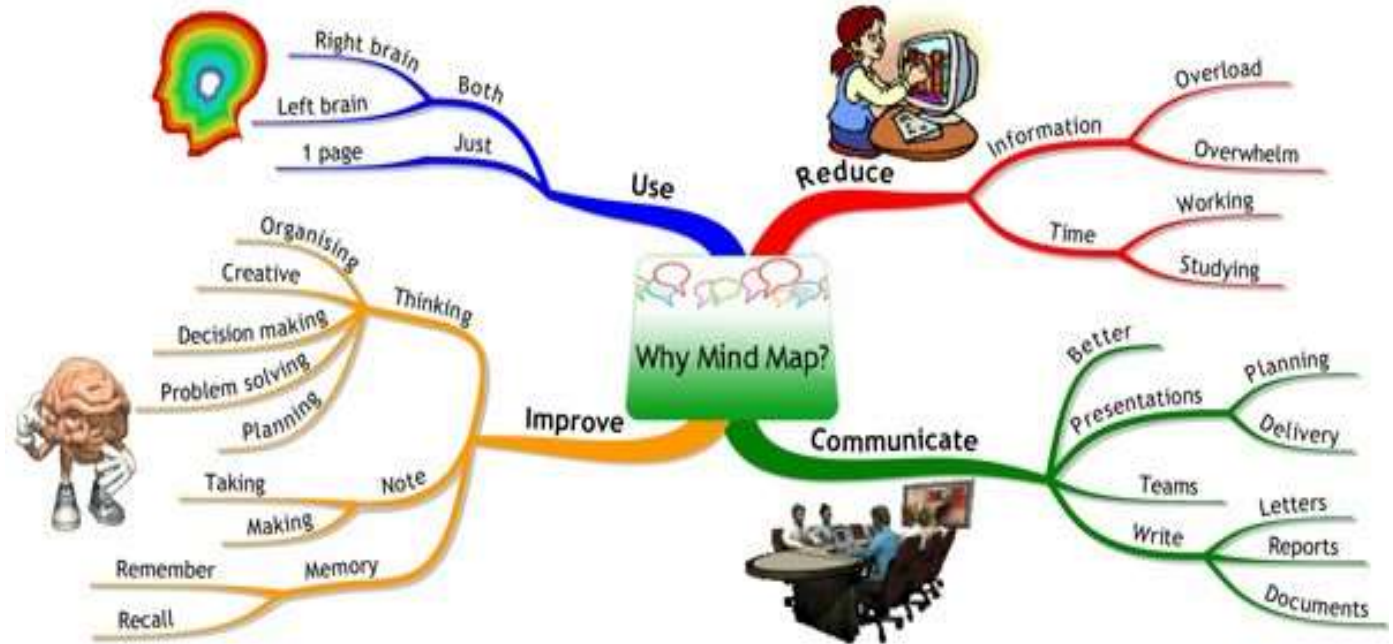 Why Mind Map?
Use
Both
Right brain
Left brain
Just
1 page
Reduce
Information
Overload
Overwhelm
Time
Working
Studying
Communicate
Better
Presentations
Planning
Delivery
Teams
Write
Letters
Reports
Documents
Improve
Thinking
Organising
Creative
Decision making
Problem solving
Planning
Note
Taking
Making
Memory
Remember
Recall